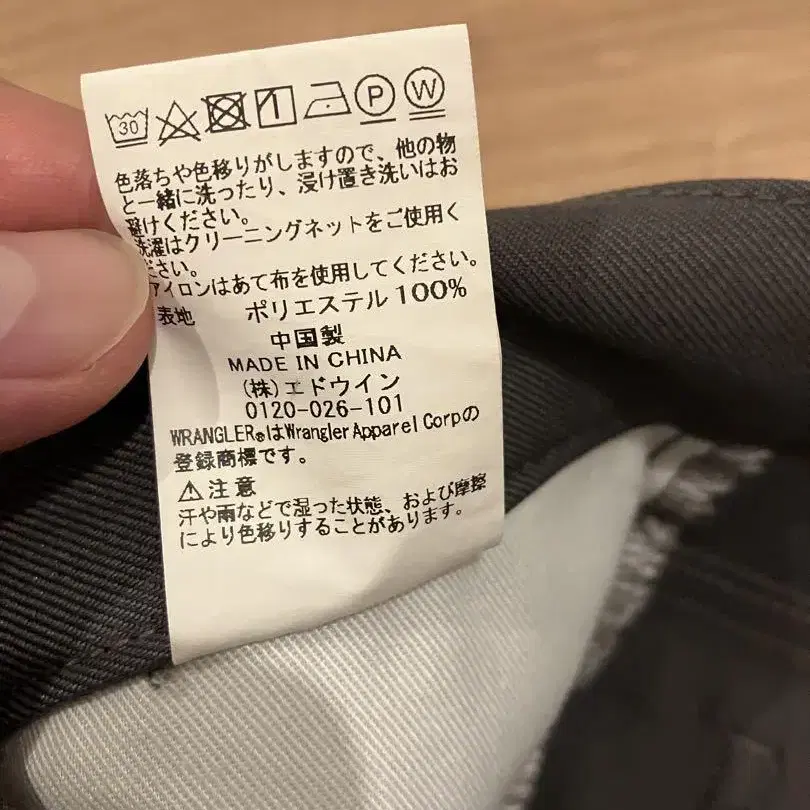 30 P W
色落ちや色移りがしますので、他の物
と一緒に洗ったり、浸け置き洗いはお
避けください。
洗濯はクリーニングネットをご使用く
ださい。
アイロンはあて布を使用してください。
表地 ポリエステル 100%
中国製
MADE IN CHINA
(株)エドウイン
0120-026-101
WRANGLER®はWrangler Apparel Corpの
登録商標です。
⚠注意
汗や雨などで湿った状態、および摩擦
により色移りすることがあります。